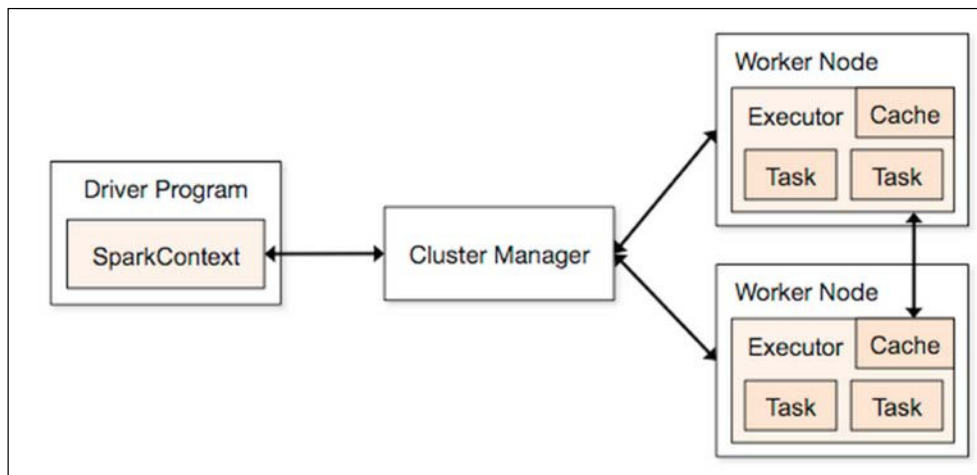 Driver Program
SparkContext
Cluster Manager
Worker Node
Executor
Cache
Task
Task
Worker Node
Executor
Cache
Task
Task